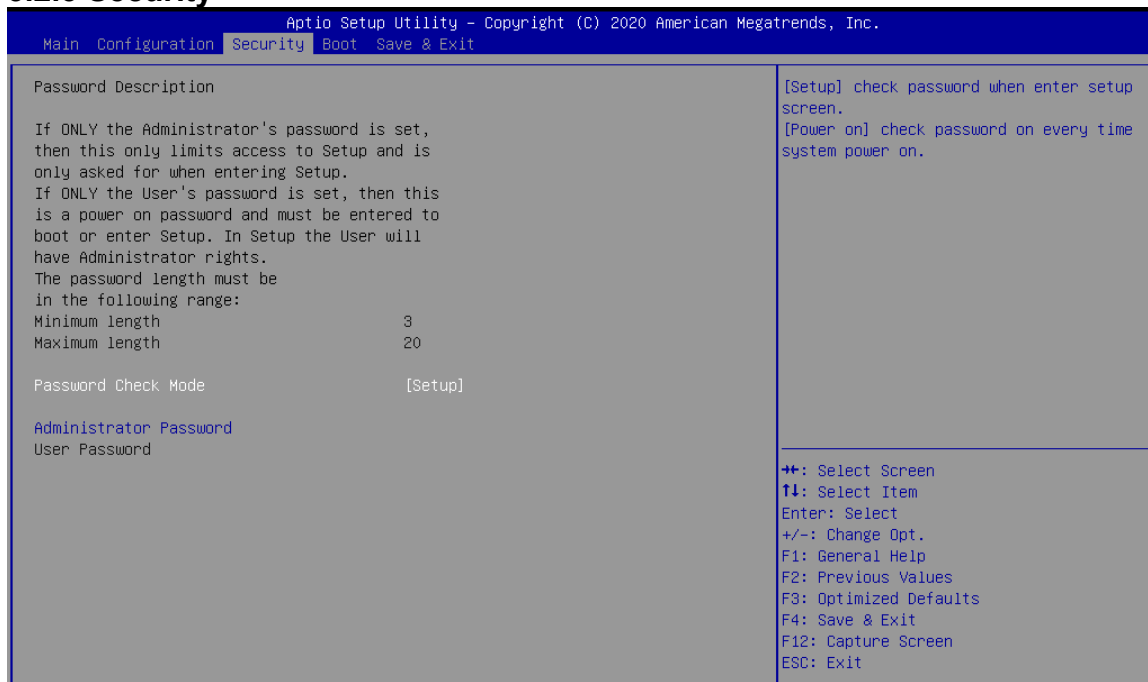 Aptio Setup Utility – Copyright (C) 2020 American Megatrends, Inc.
Main Configuration Security Boot Save & Exit
Password Description
If ONLY the Administrator's password is set,
then this only limits access to Setup and is
only asked for when entering Setup.
If ONLY the User's password is set, then this
is a power on password and must be entered to
boot or enter Setup. In Setup the User will
have Administrator rights.
The password length must be
in the following range:
Minimum length 3
Maximum length 20
Password Check Mode [Setup]
Administrator Password
User Password
[Setup] check password when enter setup
screen.
[Power on] check password on every time
system power on.
→←: Select Screen
↑↓: Select Item
Enter: Select
+/-: Change Opt.
F1: General Help
F2: Previous Values
F3: Optimized Defaults
F4: Save & Exit
F12: Capture Screen
ESC: Exit